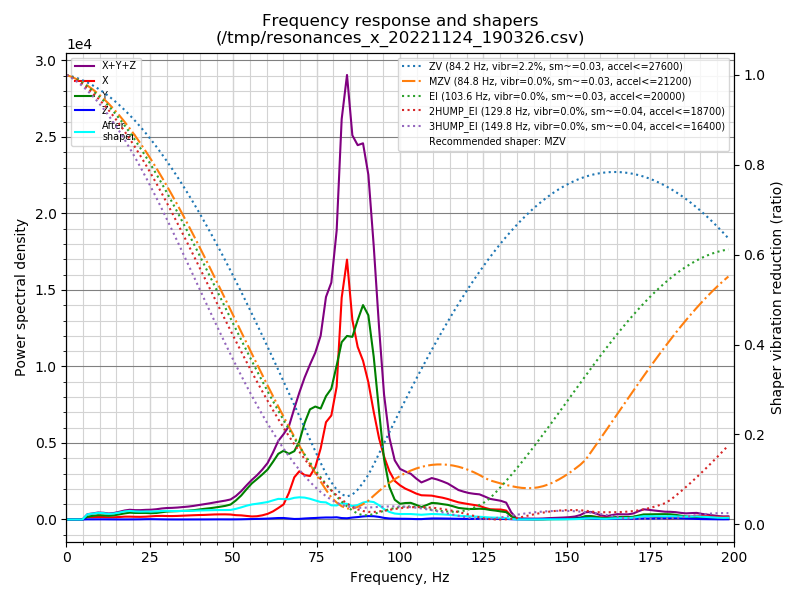 Frequency response and shapers
(/tmp/resonances_x_20221124_190326.csv)
1e4
X+Y+Z
X
Y
Z
After
shaper
ZV (84.2 Hz, vibr=2.2%, sm~=0.03, accel<=27600)
MZV (84.8 Hz, vibr=0.0%, sm~=0.03, accel<=21200)
EI (103.6 Hz, vibr=0.0%, sm~=0.03, accel<=20000)
2HUMP_EI (129.8 Hz, vibr=0.0%, sm~=0.04, accel<=18700)
3HUMP_EI (149.8 Hz, vibr=0.0%, sm~=0.04, accel<=16400)
Recommended shaper: MZV
Power spectral density
3.0
2.5
2.0
1.5
1.0
0.5
0.0
1.0
0.8
0.6
0.4
0.2
0.0
Shaper vibration reduction (ratio)
0 25 50 75 100 125 150 175 200
Frequency, Hz